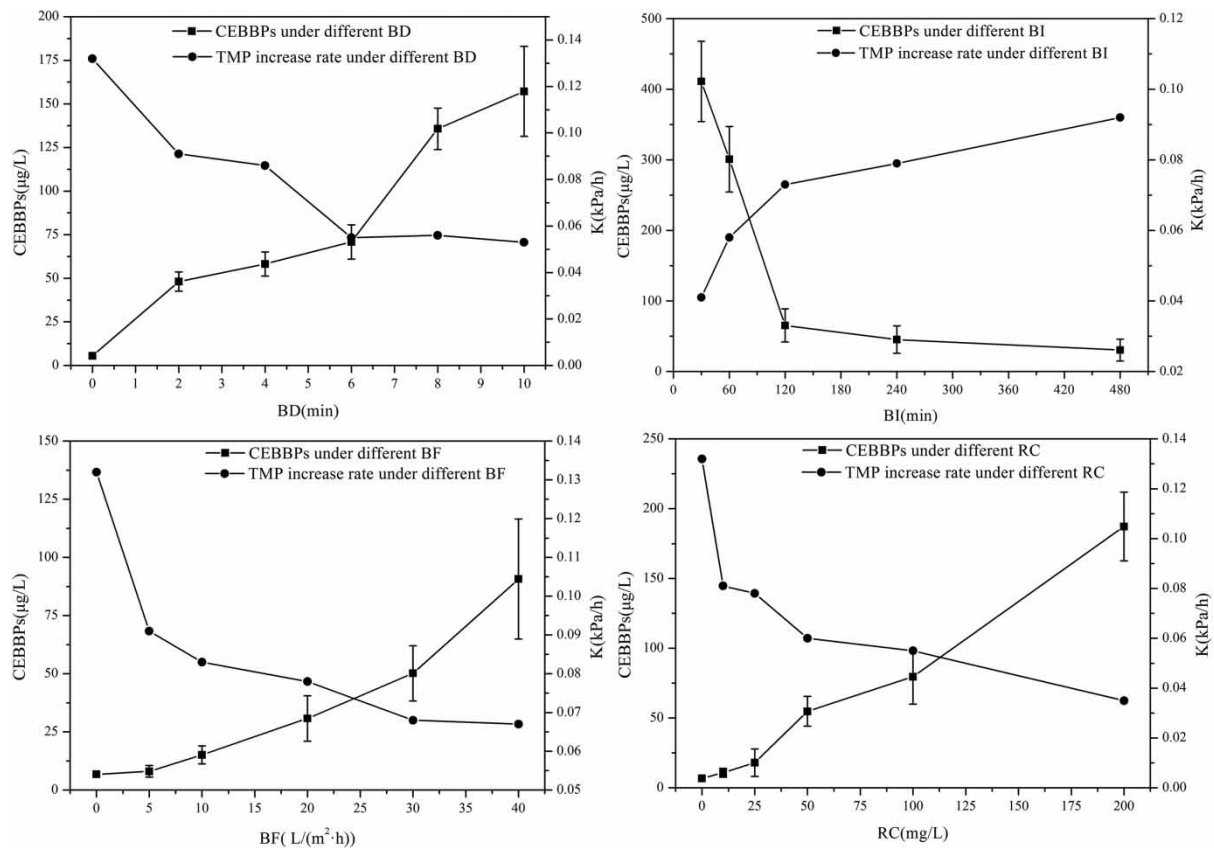 CEBBPs under different BD
TMP increase rate under different BD
CEBBPs(μg/L)
200
175
150
125
100
75
50
25
0
K(kPa/h)
0.14
0.12
0.10
0.08
0.06
0.04
0.02
0.00
0 1 2 3 4 5 6 7 8 9 10
BD(min)
CEBBPs under different BI
TMP increase rate under different BI
CEBBPs(μg/L)
500
400
300
200
100
0
K(kPa/h)
0.12
0.10
0.08
0.06
0.04
0.02
0 60 120 180 240 300 360 420 480
BI(min)
CEBBPs under different BF
TMP increase rate under different BF
CEBBPs(μg/L)
150
125
100
75
50
25
0
K(kPa/h)
0.14
0.13
0.12
0.11
0.10
0.09
0.08
0.07
0.06
0.05
0 5 10 15 20 25 30 35 40
BF( L/(m²·h))
CEBBPs under different RC
TMP increase rate under different RC
CEBBPs(μg/L)
250
200
150
100
50
0
K(kPa/h)
0.14
0.12
0.10
0.08
0.06
0.04
0.02
0.00
0 25 50 75 100 125 150 175 200
RC(mg/L)